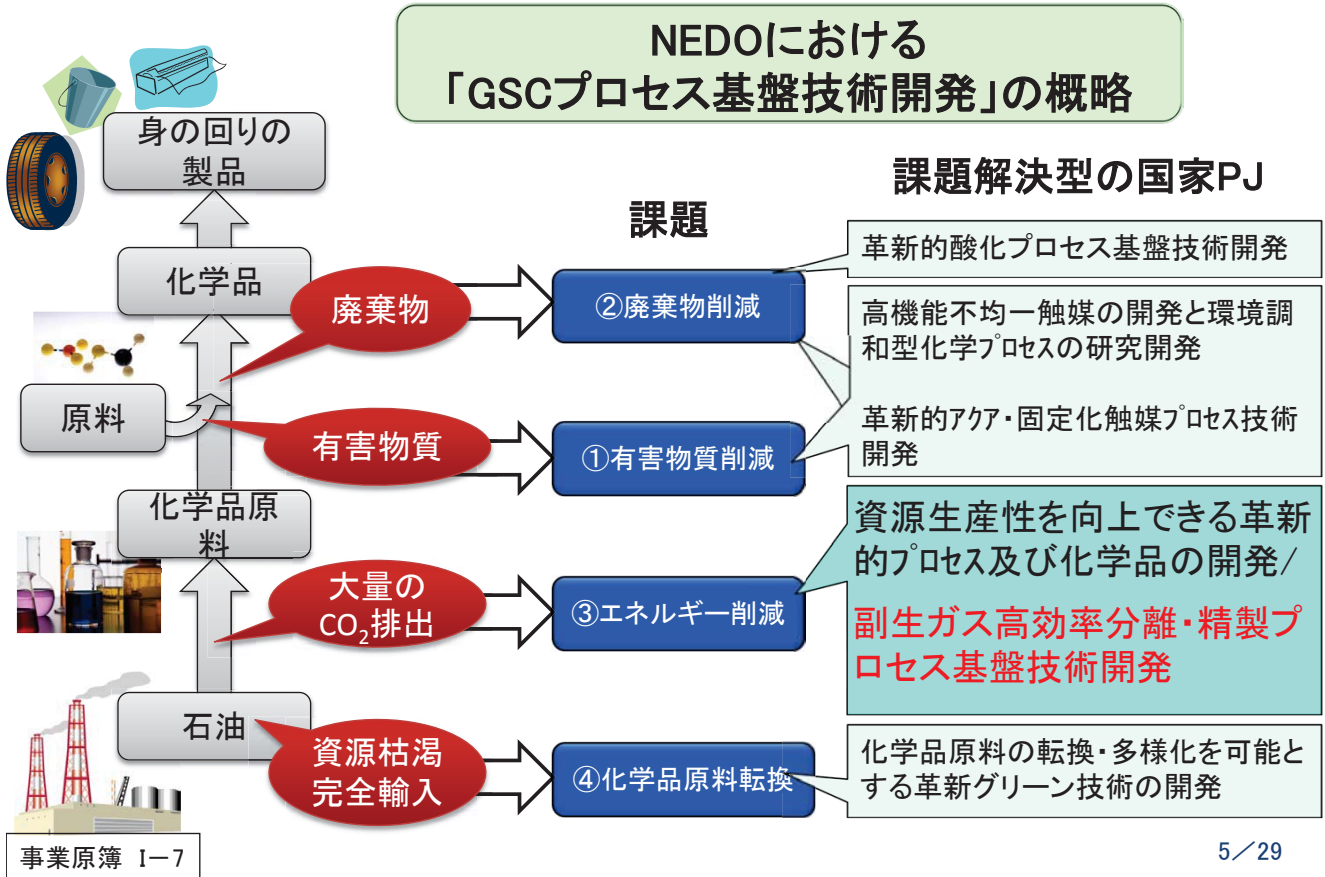 NEDOにおける
「GSCプロセス基盤技術開発」の概略
身の回りの
製品
化学品
原料
化学品原
料
石油
廃棄物
有害物質
大量の
CO₂排出
資源枯渇
完全輸入
課題
②廃棄物削減
①有害物質削減
③エネルギー削減
④化学品原料転換
課題解決型の国家PJ
革新的酸化プロセス基盤技術開発
高機能不均一触媒の開発と環境調
和型化学ﾌﾟﾛｾｽの研究開発
革新的ｱｸｱ・固定化触媒ﾌﾟﾛｾｽ技術
開発
資源生産性を向上できる革新
的ﾌﾟﾛｾｽ及び化学品の開発/
副生ガス高効率分離・精製プ
ロセス基盤技術開発
化学品原料の転換・多様化を可能と
する革新グリーン技術の開発
事業原簿 Ⅰ－7
5／29